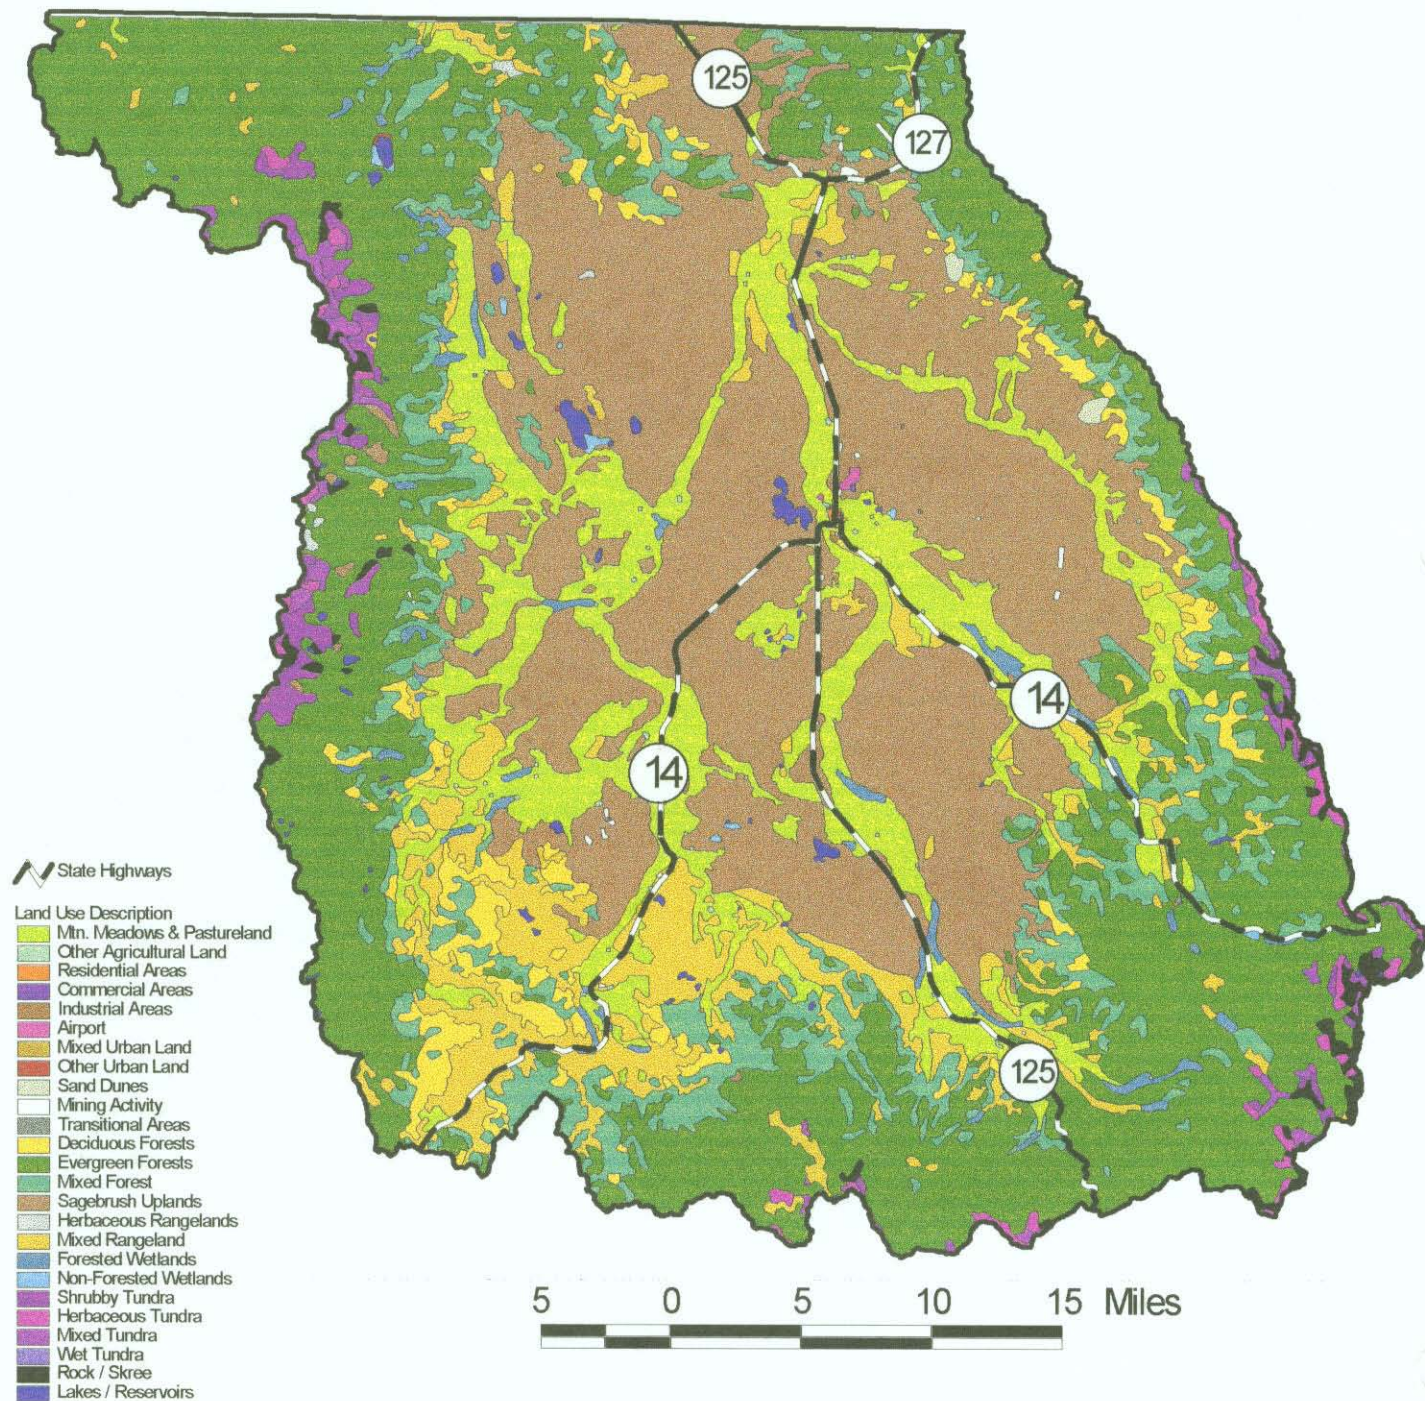 125
127
14
14
125
State Highways
Land Use Description
Mtn. Meadows & Pastureland
Other Agricultural Land
Residential Areas
Commercial Areas
Industrial Areas
Airport
Mixed Urban Land
Other Urban Land
Sand Dunes
Mining Activity
Transitional Areas
Deciduous Forests
Evergreen Forests
Mixed Forest
Sagebrush Uplands
Herbaceous Rangelands
Mixed Rangeland
Forested Wetlands
Non-Forested Wetlands
Shrubby Tundra
Herbaceous Tundra
Mixed Tundra
Wet Tundra
Rock / Skree
Lakes / Reservoirs
5 0 5 10 15 Miles